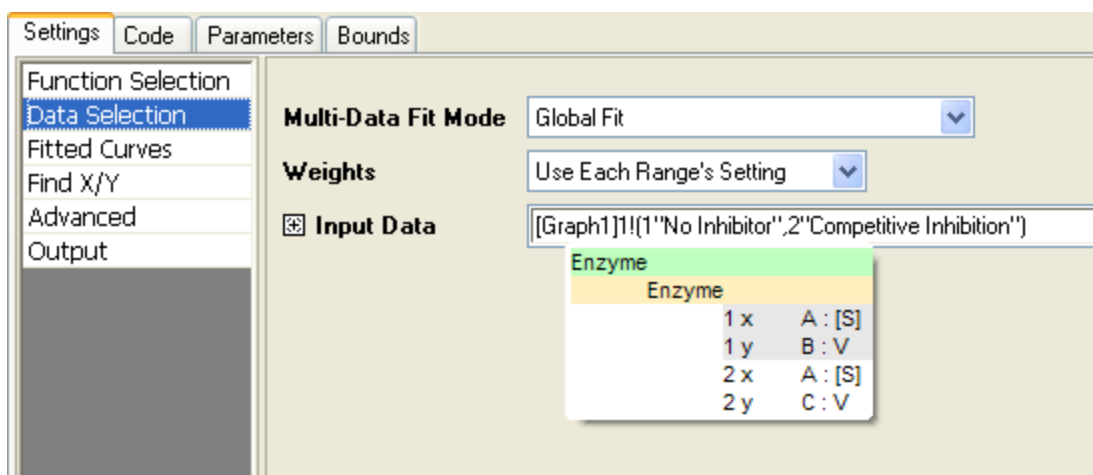 Settings Code Parameters Bounds
Function Selection
Data Selection
Fitted Curves
Find X/Y
Advanced
Output
Multi-Data Fit Mode Global Fit
Weights Use Each Range's Setting
Input Data [Graph1]1!(1"No Inhibitor",2"Competitive Inhibition")
Enzyme
Enzyme
1 x A : [S]
1 y B : V
2 x A : [S]
2 y C : V